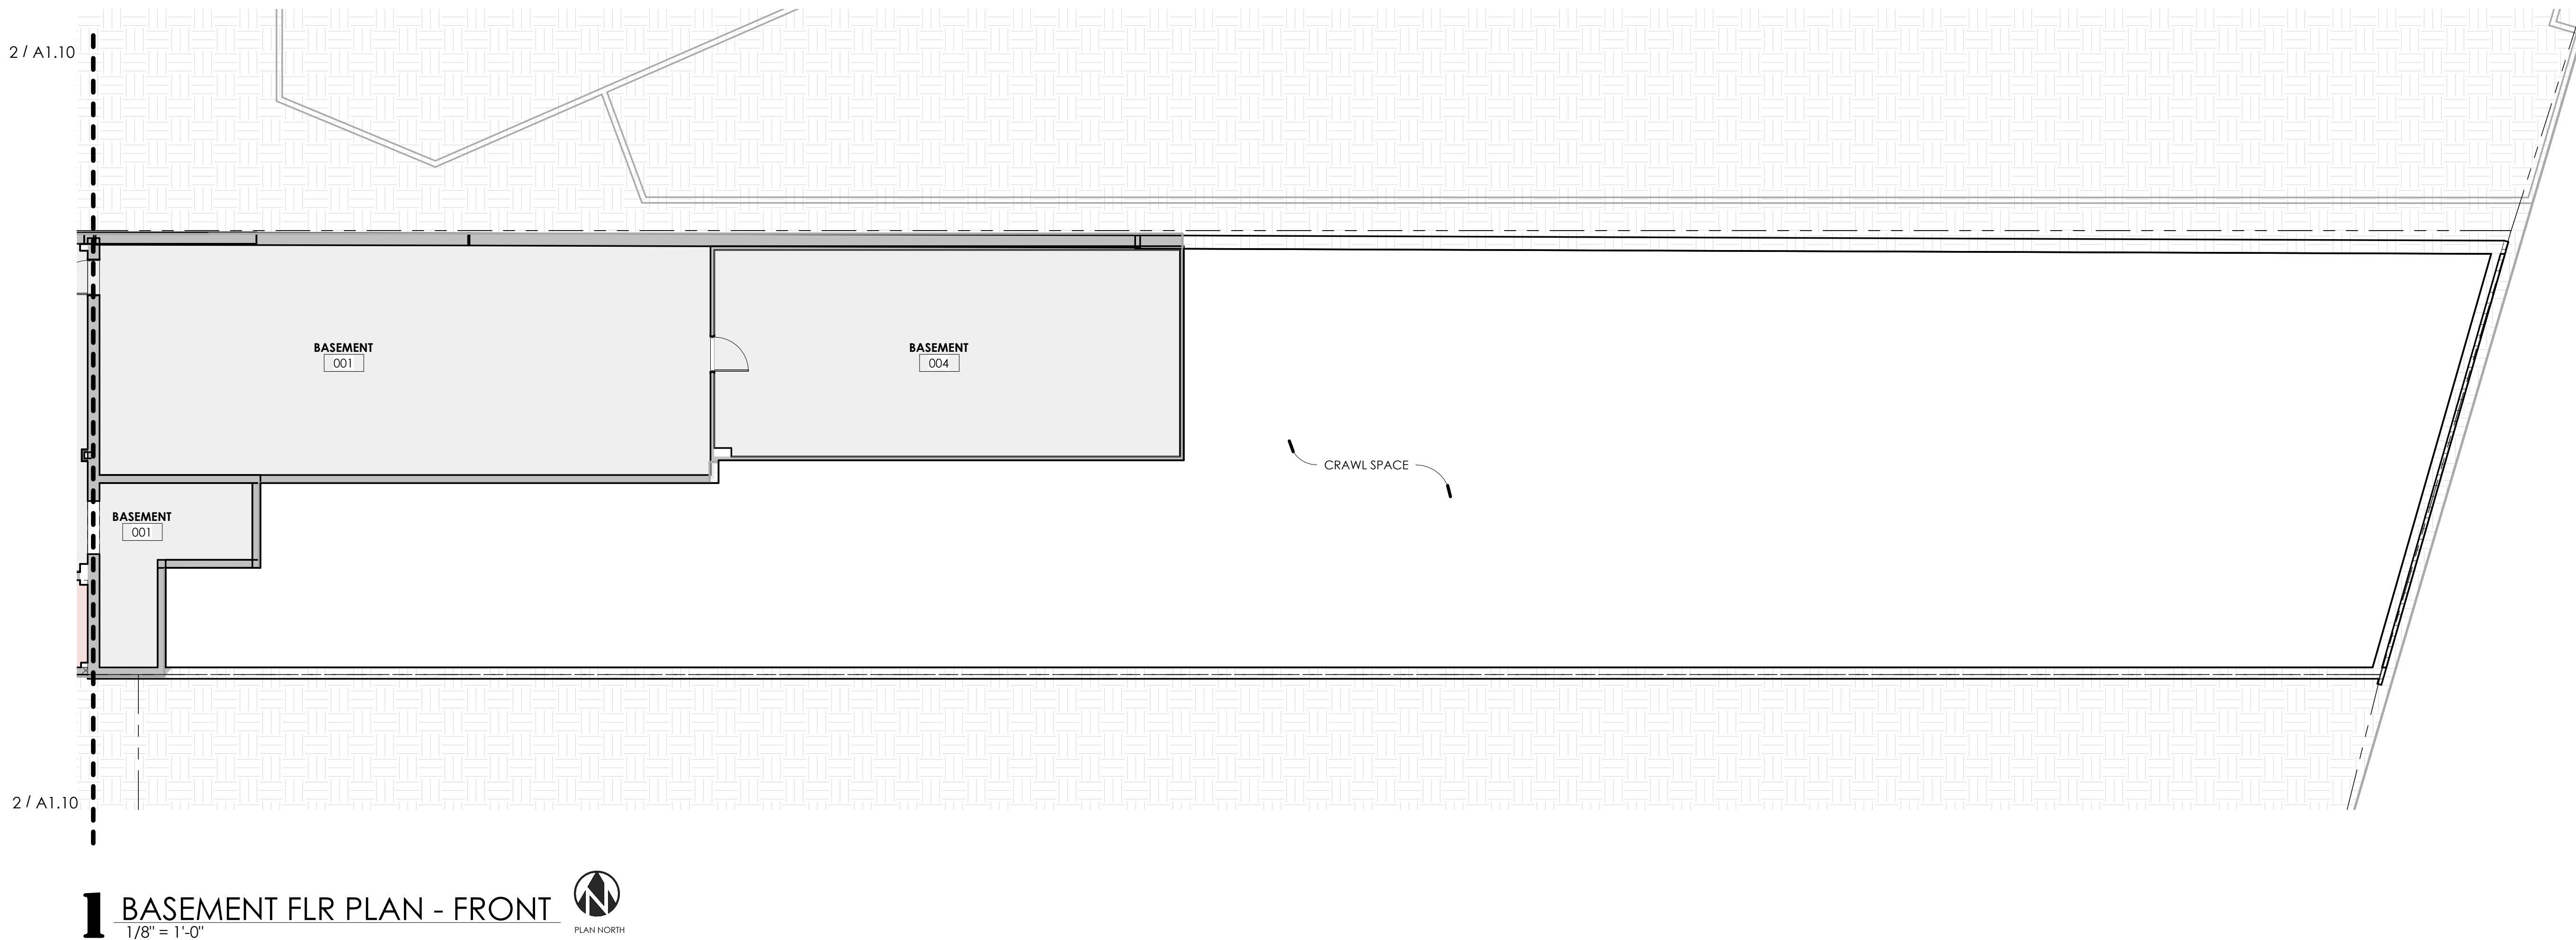 2 / A1.10
BASEMENT
001
BASEMENT
004
CRAWL SPACE
BASEMENT
001
2 / A1.10
1 BASEMENT FLR PLAN - FRONT
1/8" = 1'-0"
N
PLAN NORTH